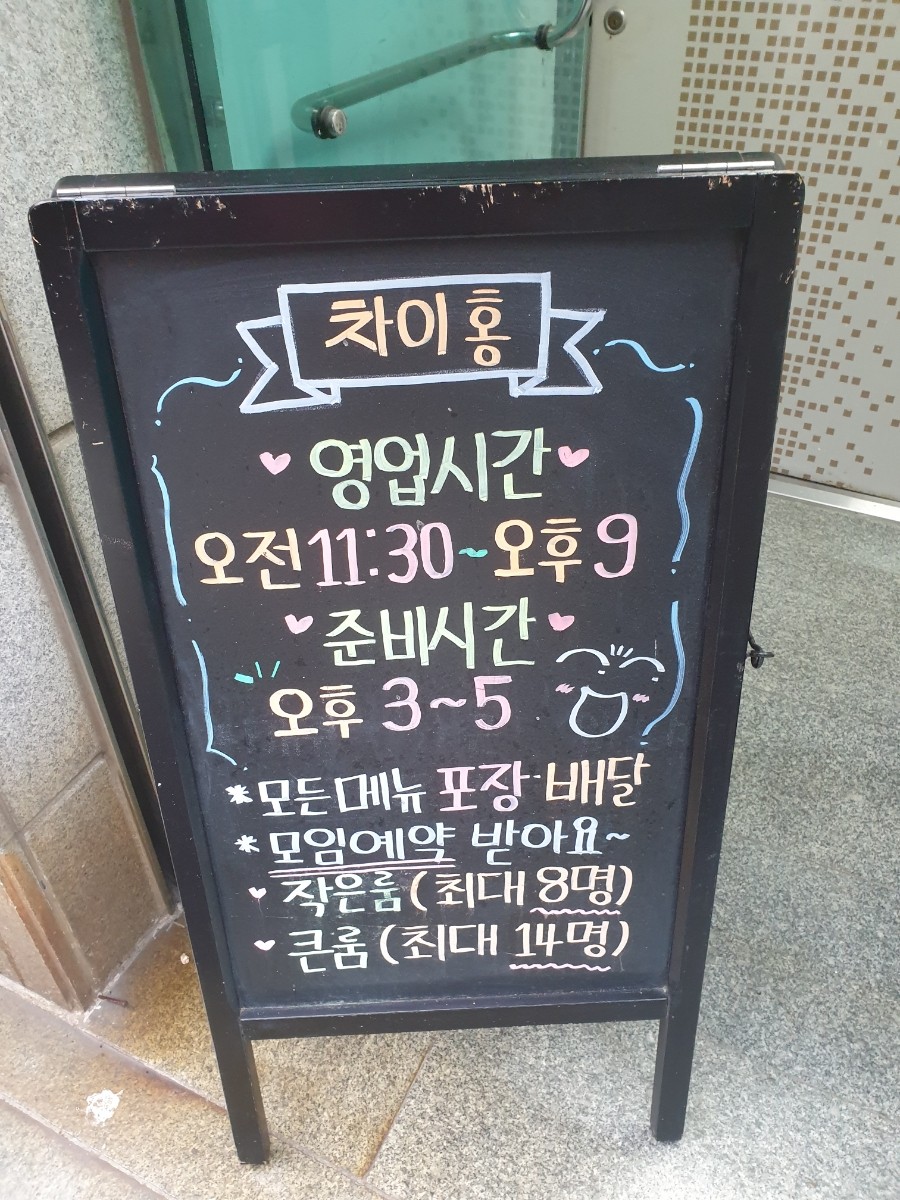 차이홍
영업시간
오전 11:30 ~ 오후 9
준비시간
오후 3~5
* 모든메뉴 포장·배달
* 모임예약 받아요~
작은룸 (최대 8명)
큰룸 (최대 14명)